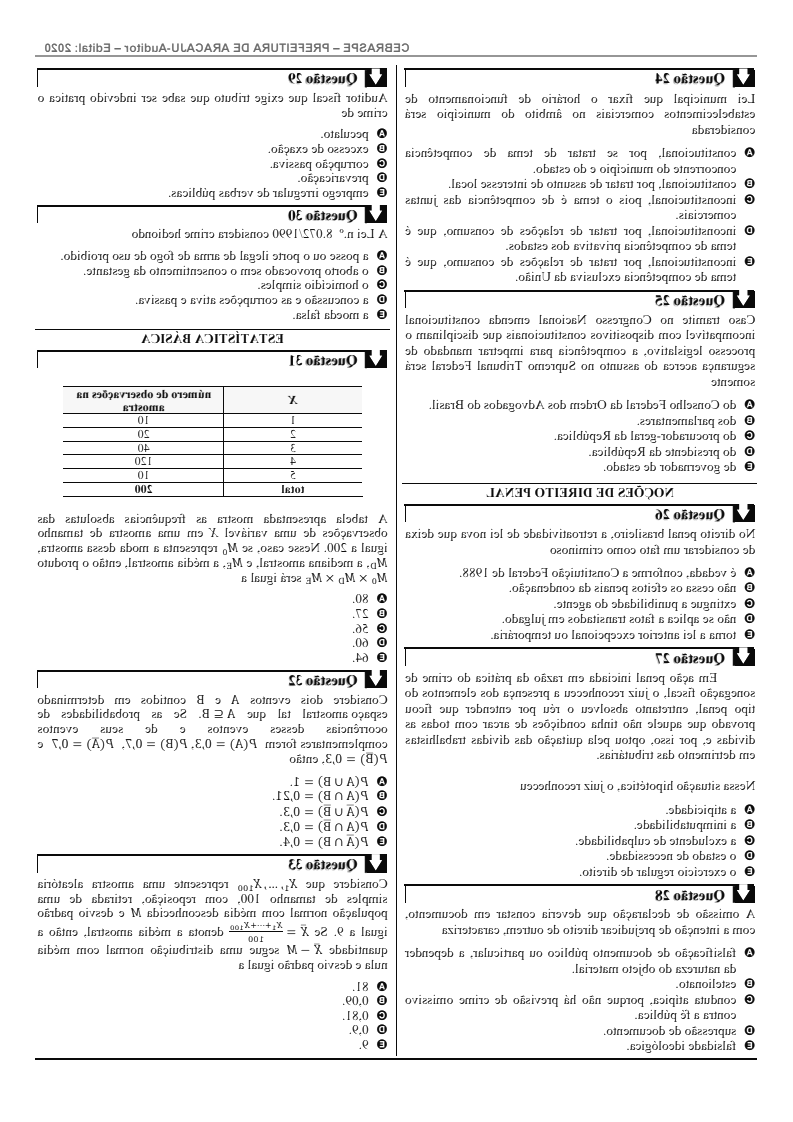 CEBRASPE – PREFEITURA DE ARACAJU-Auditor – Edital: 2020
Questão 24
Lei municipal que fixar o horário de funcionamento de
estabelecimentos comerciais no âmbito do município será
considerada
A constitucional, por se tratar de tema de competência
concorrente do município e do estado.
B constitucional, por tratar de assunto de interesse local.
C inconstitucional, pois o tema é de competência das juntas
comerciais.
D inconstitucional, por tratar de relações de consumo, que é
tema de competência privativa dos estados.
E inconstitucional, por tratar de relações de consumo, que é
tema de competência exclusiva da União.
Questão 25
Caso tramite no Congresso Nacional emenda constitucional
incompatível com dispositivos constitucionais que disciplinam o
processo legislativo, a competência para impetrar mandado de
segurança acerca do assunto no Supremo Tribunal Federal será
somente
A do Conselho Federal da Ordem dos Advogados do Brasil.
B dos parlamentares.
C do procurador-geral da República.
D do presidente da República.
E de governador de estado.
NOÇÕES DE DIREITO PENAL
Questão 26
No direito penal brasileiro, a retroatividade de lei nova que deixa
de considerar um fato como criminoso
A é vedada, conforme a Constituição Federal de 1988.
B não cessa os efeitos penais da condenação.
C extingue a punibilidade do agente.
D não se aplica a fatos transitados em julgado.
E torna a lei anterior excepcional ou temporária.
Questão 27
Em ação penal iniciada em razão da prática do crime de
sonegação fiscal, o juiz reconheceu a presença dos elementos do
tipo penal, entretanto absolveu o réu por entender que ficou
provado que aquele não tinha condições de arcar com todas as
dívidas e, por isso, optou pela quitação das dívidas trabalhistas
em detrimento das tributárias.
Nessa situação hipotética, o juiz reconheceu
A a atipicidade.
B a inimputabilidade.
C a excludente de culpabilidade.
D o estado de necessidade.
E o exercício regular de direito.
Questão 28
A omissão de declaração que deveria constar em documento,
com a intenção de prejudicar direito de outrem, caracteriza
A falsificação de documento público ou particular, a depender
da natureza do objeto material.
B estelionato.
C conduta atípica, porque não há previsão de crime omissivo
contra a fé pública.
D supressão de documento.
E falsidade ideológica.
Questão 29
Auditor fiscal que exige tributo que sabe ser indevido pratica o
crime de
A peculato.
B excesso de exação.
C corrupção passiva.
D prevaricação.
E emprego irregular de verbas públicas.
Questão 30
A Lei n.º 8.072/1990 considera crime hediondo
A a posse ou o porte ilegal de arma de fogo de uso proibido.
B o aborto provocado sem o consentimento da gestante.
C o homicídio simples.
D a concussão e as corrupções ativa e passiva.
E a moeda falsa.
ESTATÍSTICA BÁSICA
Questão 31
X número de observações na
amostra
1 10
2 20
3 40
4 120
5 10
total 200
A tabela apresentada mostra as frequências absolutas das
observações de uma variável X em uma amostra de tamanho
igual a 200. Nesse caso, se M₀ representa a moda dessa amostra,
M_D, a mediana amostral, e M_E, a média amostral, então o produto
M₀ × M_D × M_E será igual a
A 80.
B 27.
C 56.
D 60.
E 64.
Questão 32
Considere dois eventos A e B contidos em determinado
espaço amostral tal que A ⊆ B. Se as probabilidades de
ocorrências desses eventos e de seus eventos
complementares forem P(A) = 0,3, P(B) = 0,7, P(A̅) = 0,7 e
P(B̅) = 0,3, então
A P(A ∪ B) = 1.
B P(A ∩ B) = 0,21.
C P(A̅ ∪ B̅) = 0,3.
D P(A̅ ∩ B̅) = 0,3.
E P(A̅ ∩ B) = 0,4.
Questão 33
Considere que X₁, ..., X₁₀₀ represente uma amostra aleatória
simples de tamanho 100, com reposição, retirada de uma
população normal com média desconhecida M e desvio padrão
igual a 9. Se X̅ = (X₁+⋯+X₁₀₀)/100 denota a média amostral, então a
quantidade X̅ − M segue uma distribuição normal com média
nula e desvio padrão igual a
A 81.
B 0,09.
C 0,81.
D 0,9.
E 9.